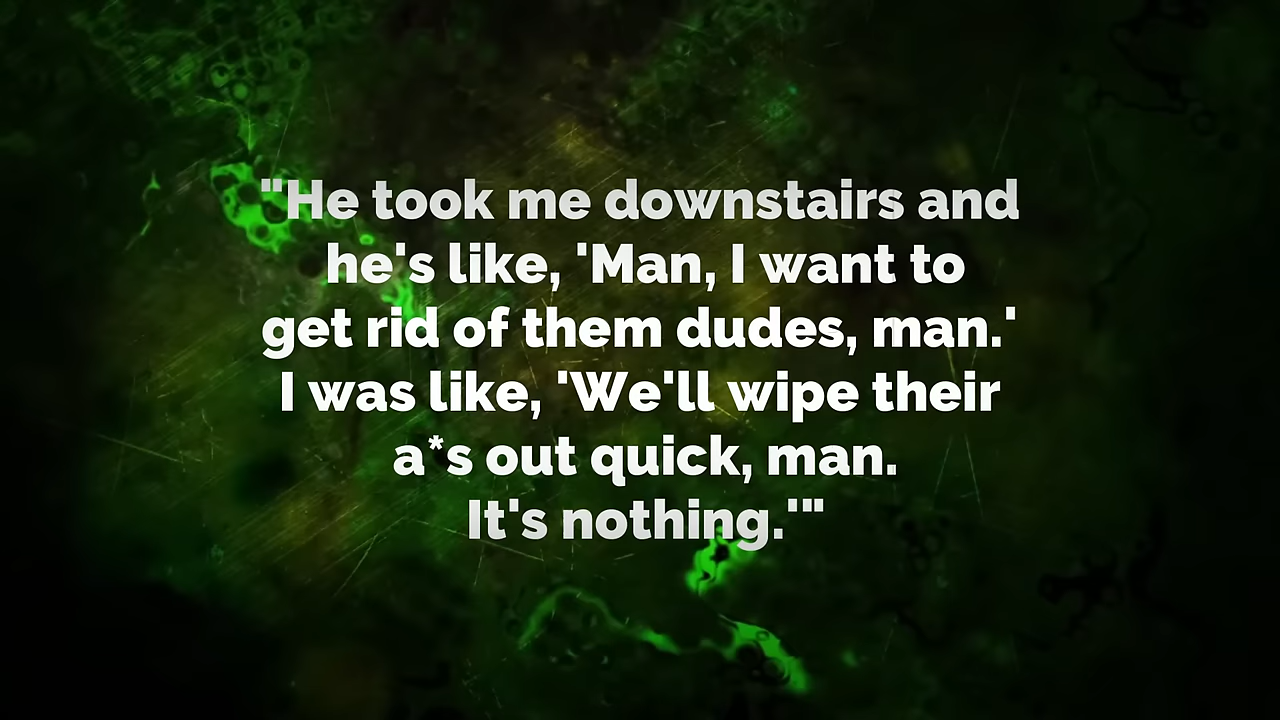 "He took me downstairs and
he's like, 'Man, I want to
get rid of them dudes, man.'
I was like, 'We'll wipe their
a*s out quick, man.
It's nothing.'"